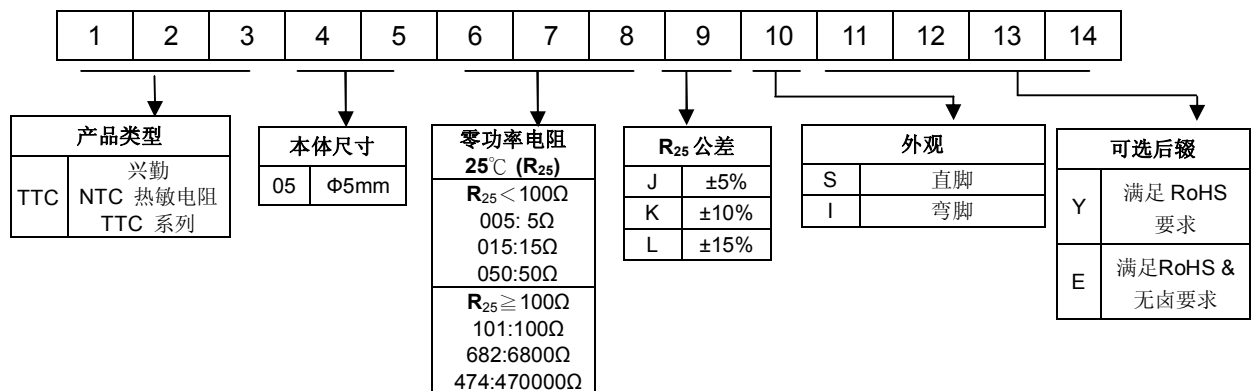 1 2 3 4 5 6 7 8 9 10 11 12 13 14
产品类型
TTC
兴勤
NTC 热敏电阻
TTC 系列
本体尺寸
05 Φ5mm
零功率电阻
25℃ (R₂₅)
R₂₅＜100Ω
005: 5Ω
015:15Ω
050:50Ω
R₂₅≧100Ω
101:100Ω
682:6800Ω
474:470000Ω
R₂₅ 公差
J ±5%
K ±10%
L ±15%
外观
S 直脚
I 弯脚
可选后缀
Y
满足 RoHS
要求
E
满足RoHS &
无卤要求